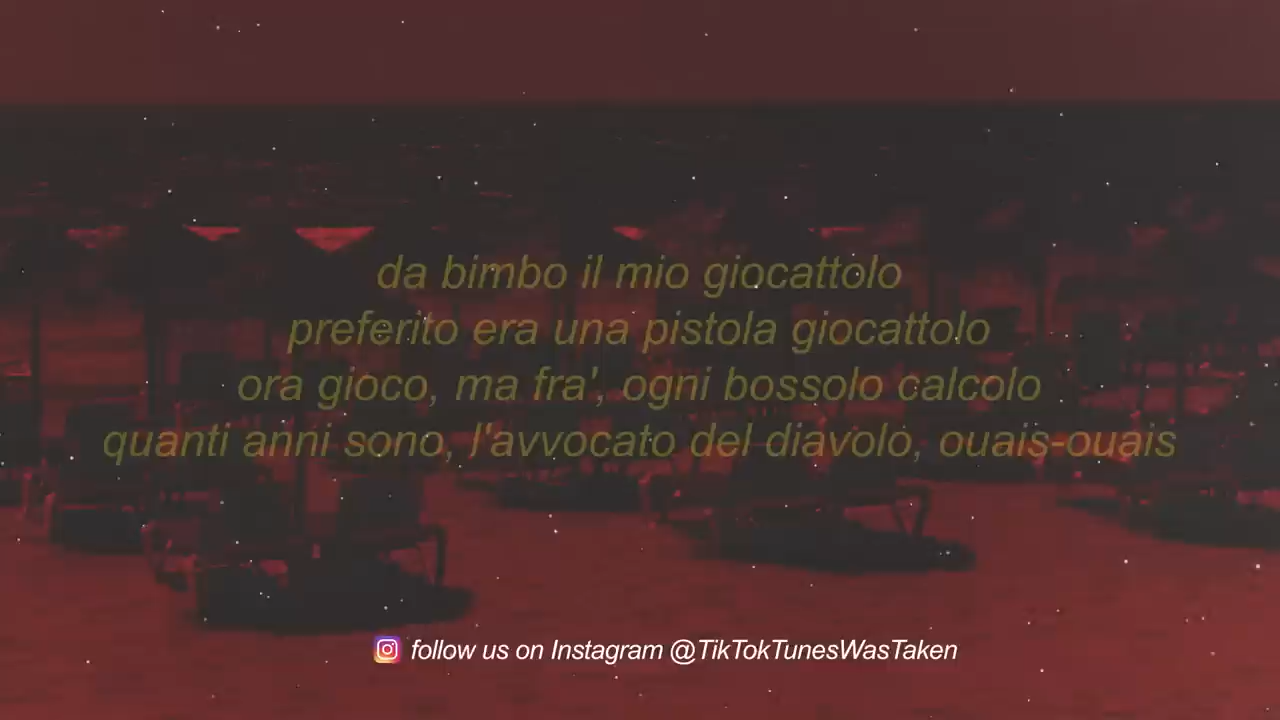 da bimbo il mio giocattolo
preferito era una pistola giocattolo
ora gioco, ma fra', ogni bossolo calcolo
quanti anni sono, l'avvocato del diavolo, ouais-ouais
follow us on Instagram @TikTokTunesWasTaken